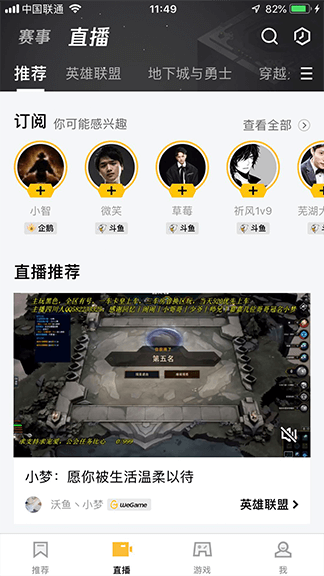 中国联通
11:49
82%
赛事 直播
推荐 英雄联盟 地下城与勇士 穿越
订阅 你可能感兴趣 查看全部
小智 微笑 草莓 祈风1v9 芜湖大
企鹅 斗鱼 斗鱼 斗鱼
直播推荐
第五名
小梦：愿你被生活温柔以待
沃鱼丶小梦 WeGame 英雄联盟
推荐 直播 游戏 我